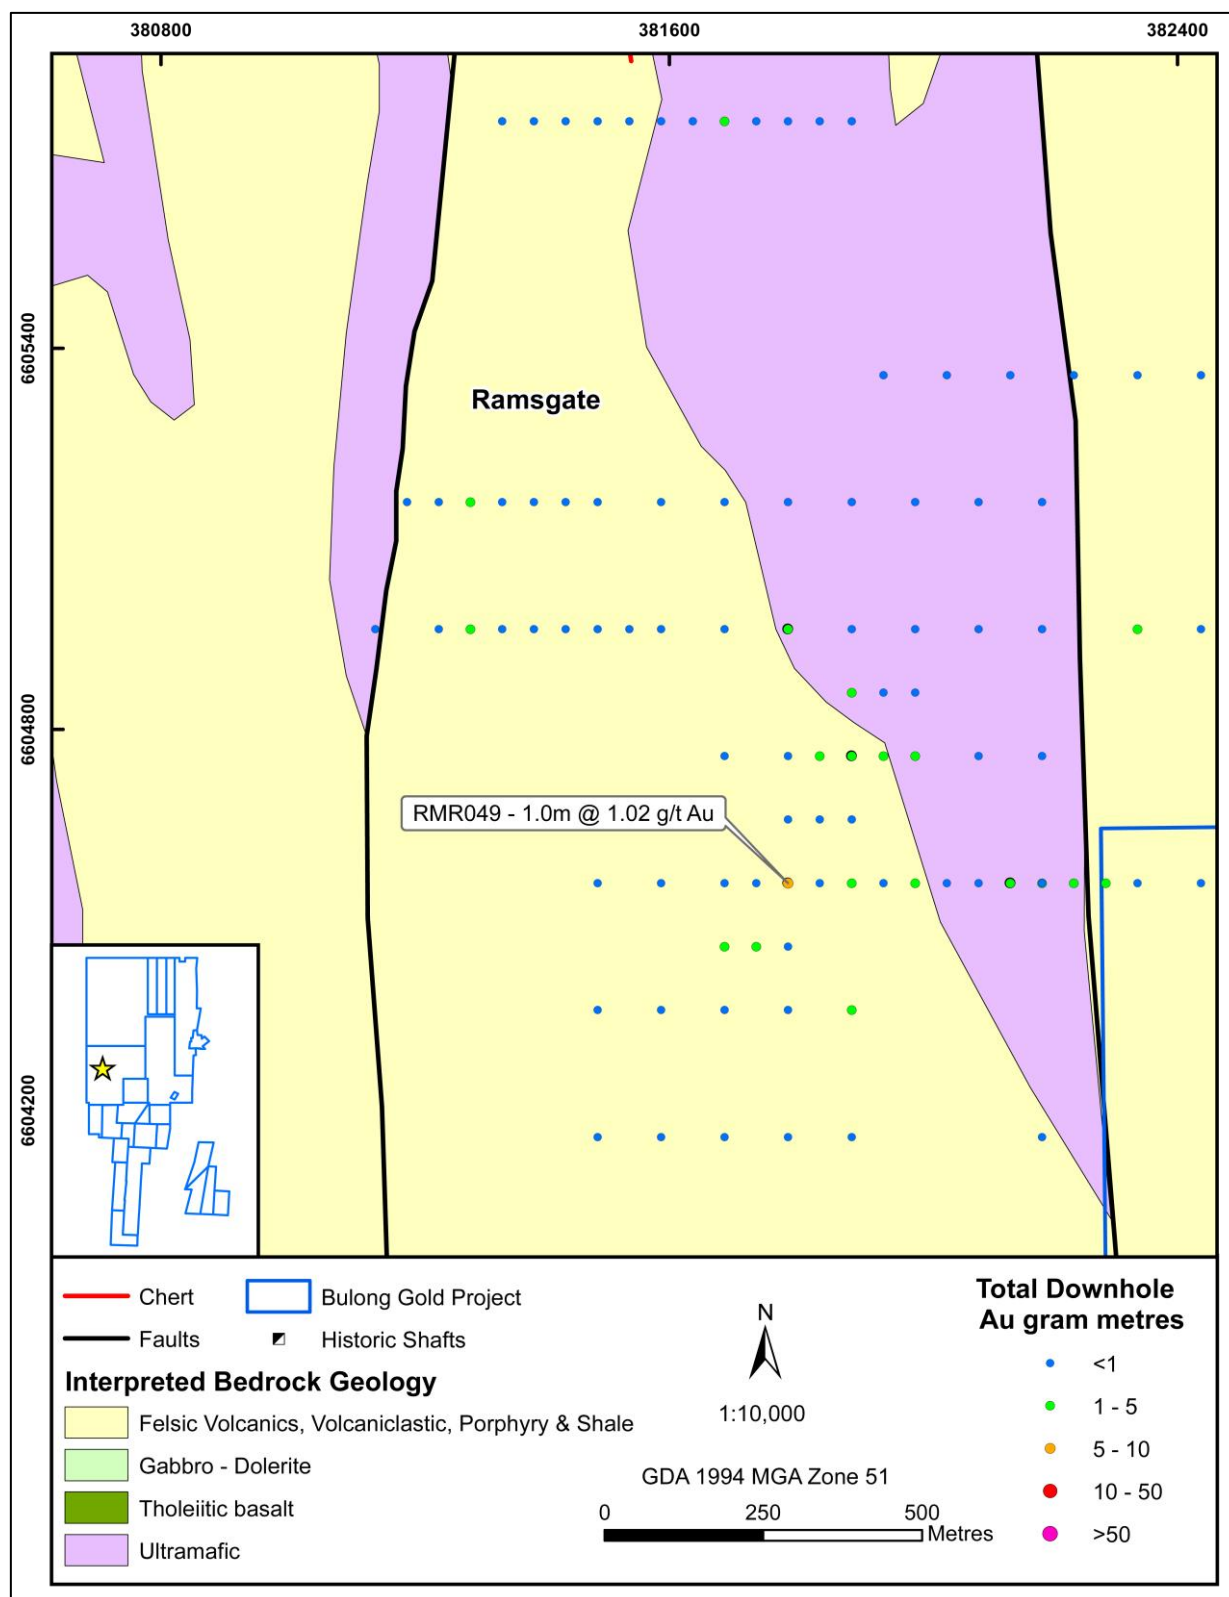 380800
381600
382400
6605400
Ramsgate
6604800
RMR049 - 1.0m @ 1.02 g/t Au
6604200
Chert
Bulong Gold Project
Faults
Historic Shafts
Interpreted Bedrock Geology
Felsic Volcanics, Volcaniclastic, Porphyry & Shale
Gabbro - Dolerite
Tholeiitic basalt
Ultramafic
N
1:10,000
GDA 1994 MGA Zone 51
0
250
500
Metres
Total Downhole
Au gram metres
<1
1 - 5
5 - 10
10 - 50
>50